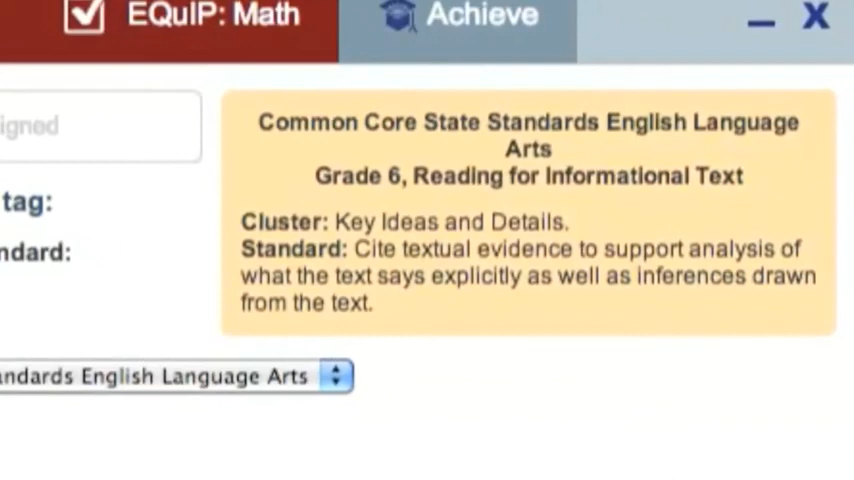 EQuIP: Math
Achieve
X
igned
Common Core State Standards English Language
Arts
Grade 6, Reading for Informational Text
tag:
Cluster: Key Ideas and Details.
ndard:
Standard: Cite textual evidence to support analysis of
what the text says explicitly as well as inferences drawn
from the text.
andards English Language Arts